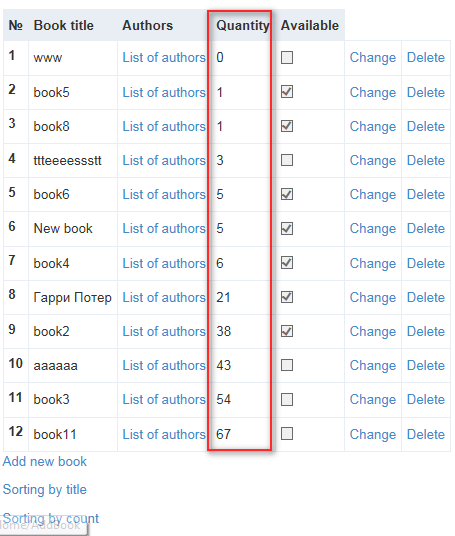 № Book title Authors Quantity Available
1 www List of authors 0 Change Delete
2 book5 List of authors 1 Change Delete
3 book8 List of authors 1 Change Delete
4 ttteeeessstt List of authors 3 Change Delete
5 book6 List of authors 5 Change Delete
6 New book List of authors 5 Change Delete
7 book4 List of authors 6 Change Delete
8 Гарри Потер List of authors 21 Change Delete
9 book2 List of authors 38 Change Delete
10 aaaaaa List of authors 43 Change Delete
11 book3 List of authors 54 Change Delete
12 book11 List of authors 67 Change Delete
Add new book
Sorting by title
Sorting by count